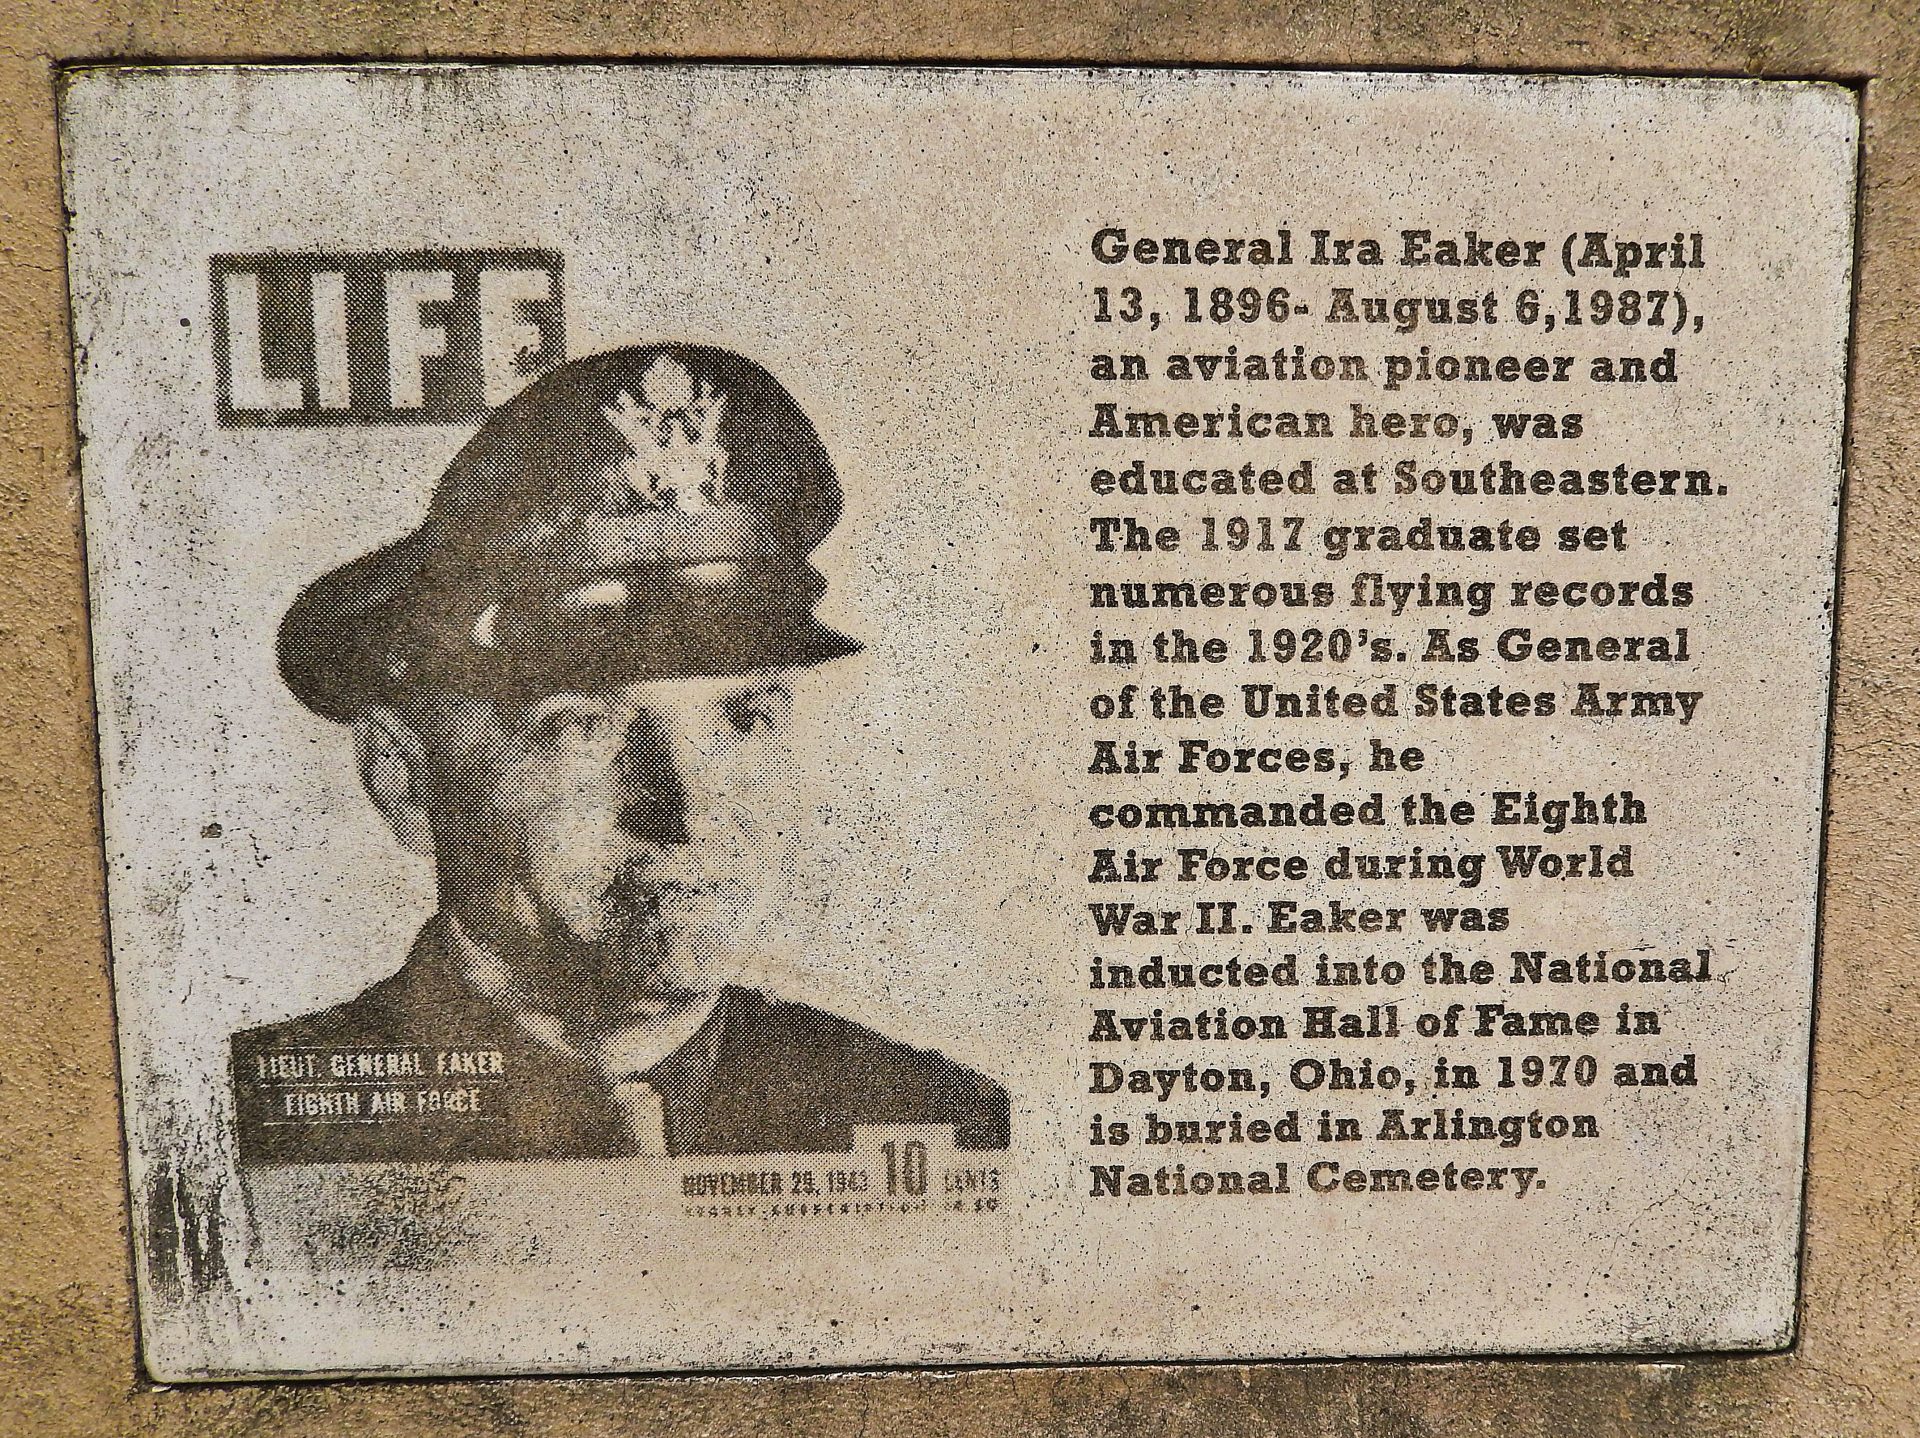 LIFE
LIEUT. GENERAL EAKER
EIGHTH AIR FORCE
NOVEMBER 29, 1943 10 CENTS
YEARLY SUBSCRIPTION
General Ira Eaker (April
13, 1896- August 6,1987),
an aviation pioneer and
American hero, was
educated at Southeastern.
The 1917 graduate set
numerous flying records
in the 1920's. As General
of the United States Army
Air Forces, he
commanded the Eighth
Air Force during World
War II. Eaker was
inducted into the National
Aviation Hall of Fame in
Dayton, Ohio, in 1970 and
is buried in Arlington
National Cemetery.